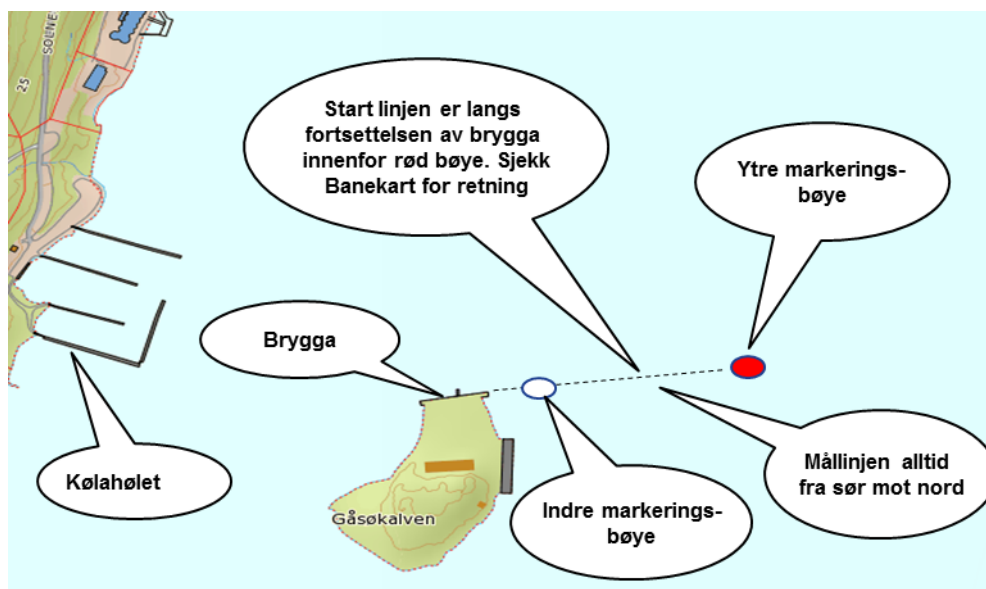 SOLNE
25
Start linjen er langs
fortsettelsen av brygga
innenfor rød bøye. Sjekk
Banekart for retning
Ytre markerings-
bøye
Brygga
Kølahølet
Mållinjen alltid
fra sør mot nord
Indre markerings-
bøye
Gåsøkalven